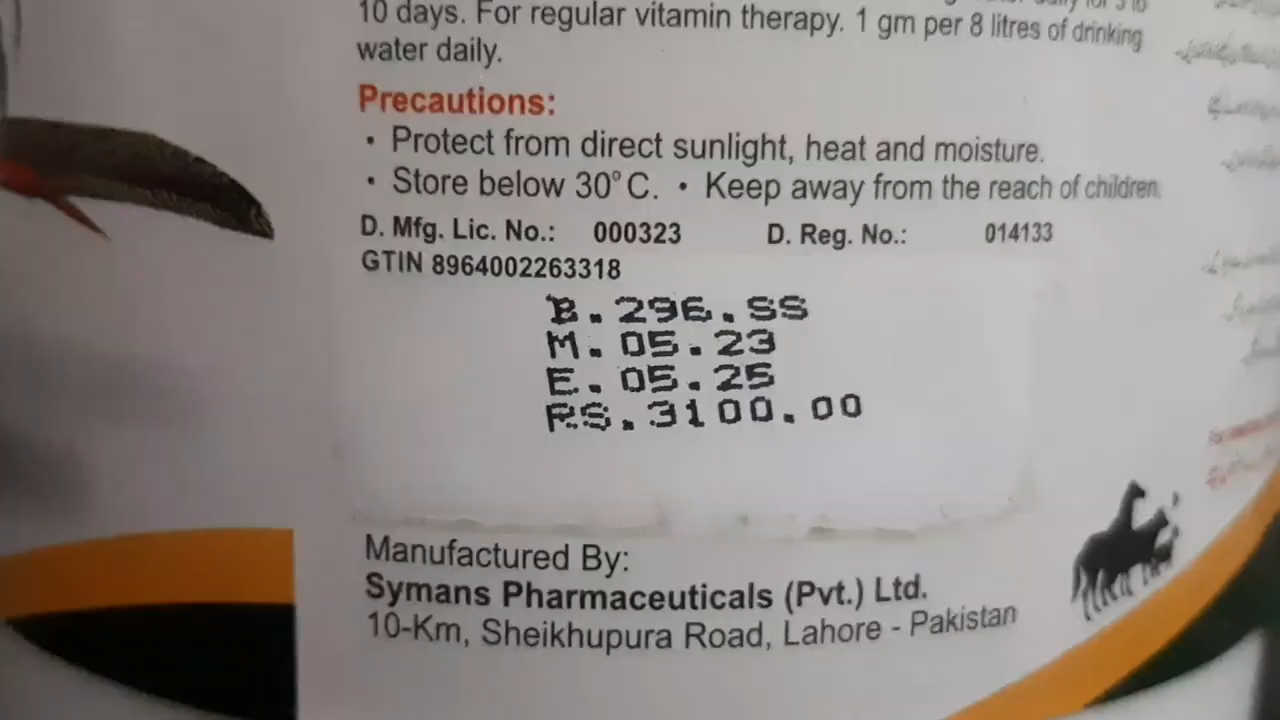 10 days. For regular vitamin therapy. 1 gm per 8 litres of drinking
water daily.
Precautions:
• Protect from direct sunlight, heat and moisture.
• Store below 30°C. • Keep away from the reach of children.
D. Mfg. Lic. No.: 000323 D. Reg. No.: 014133
GTIN 8964002263318
B.296.SS
M.05.23
E.05.25
RS.3100.00
Manufactured By:
Symans Pharmaceuticals (Pvt.) Ltd.
10-Km, Sheikhupura Road, Lahore - Pakistan